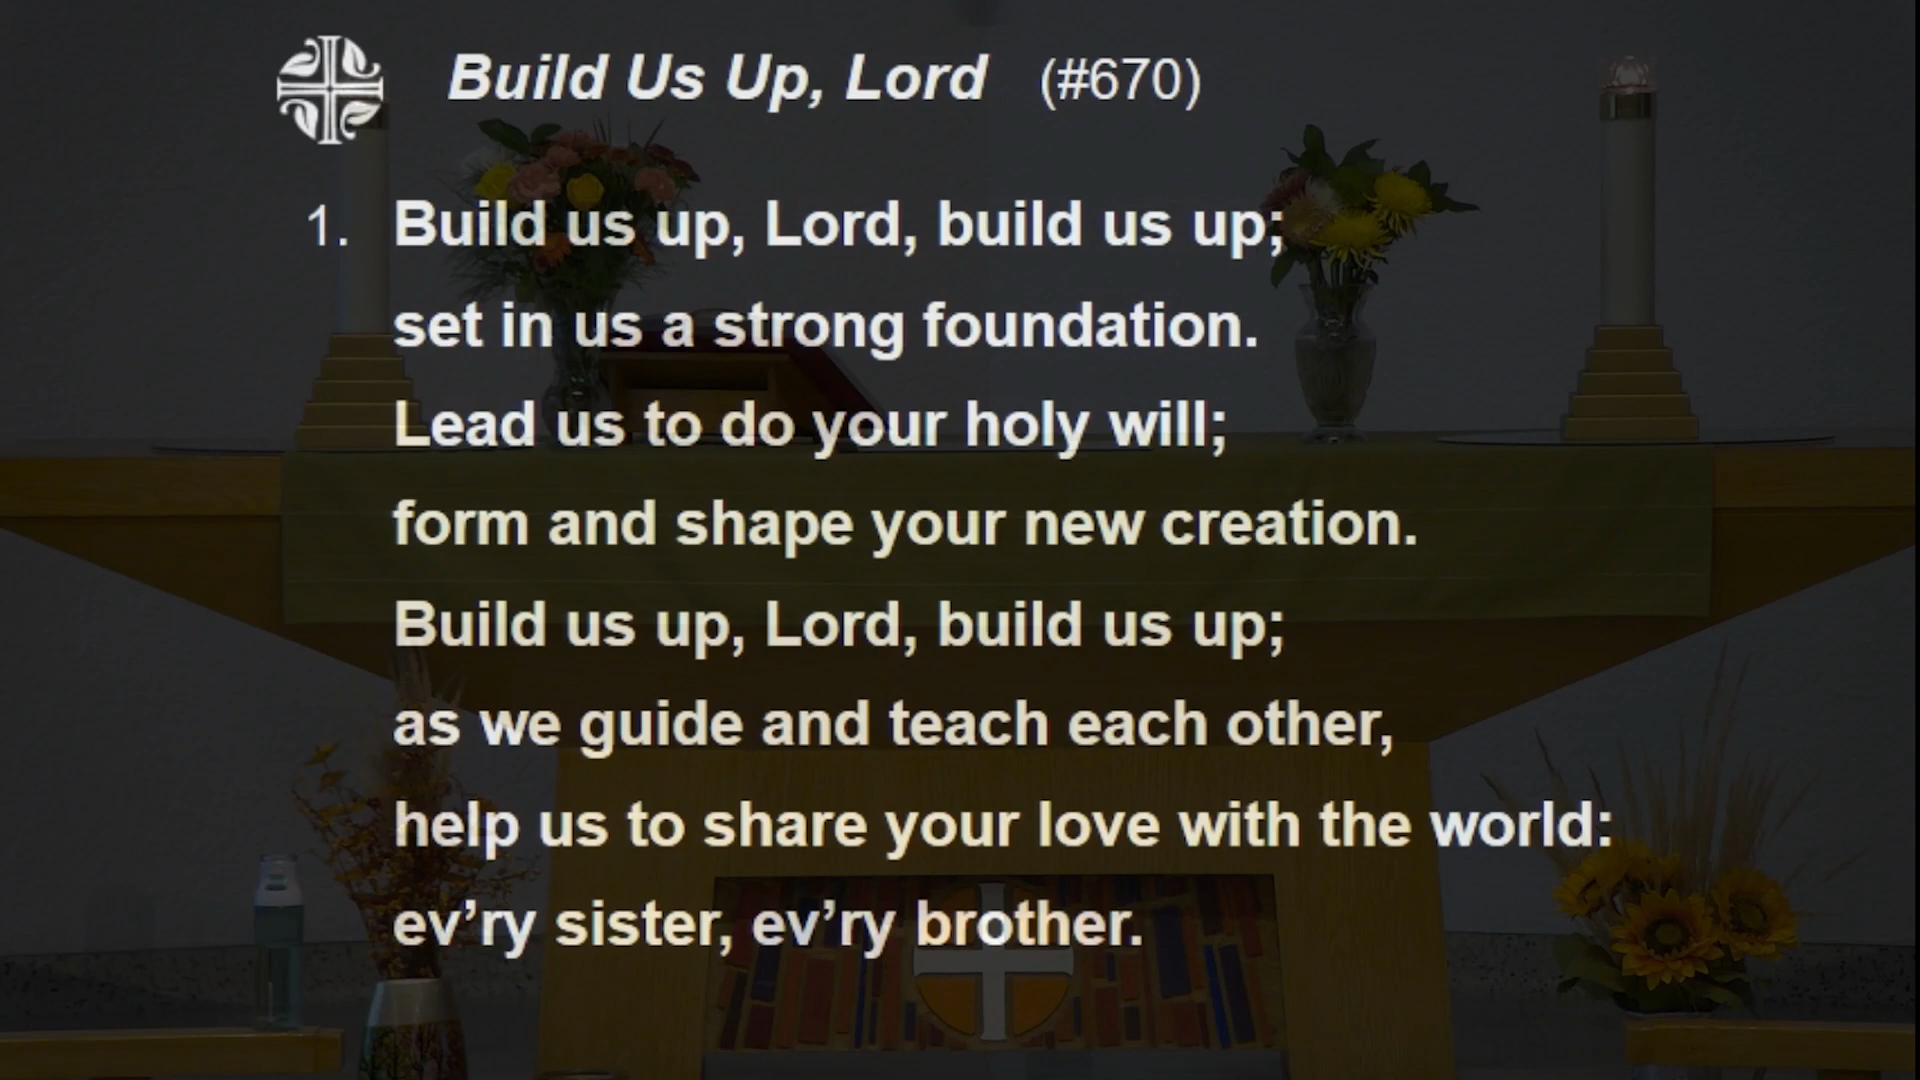 Build Us Up, Lord (#670)
1. Build us up, Lord, build us up;
set in us a strong foundation.
Lead us to do your holy will;
form and shape your new creation.
Build us up, Lord, build us up;
as we guide and teach each other,
help us to share your love with the world:
ev’ry sister, ev’ry brother.